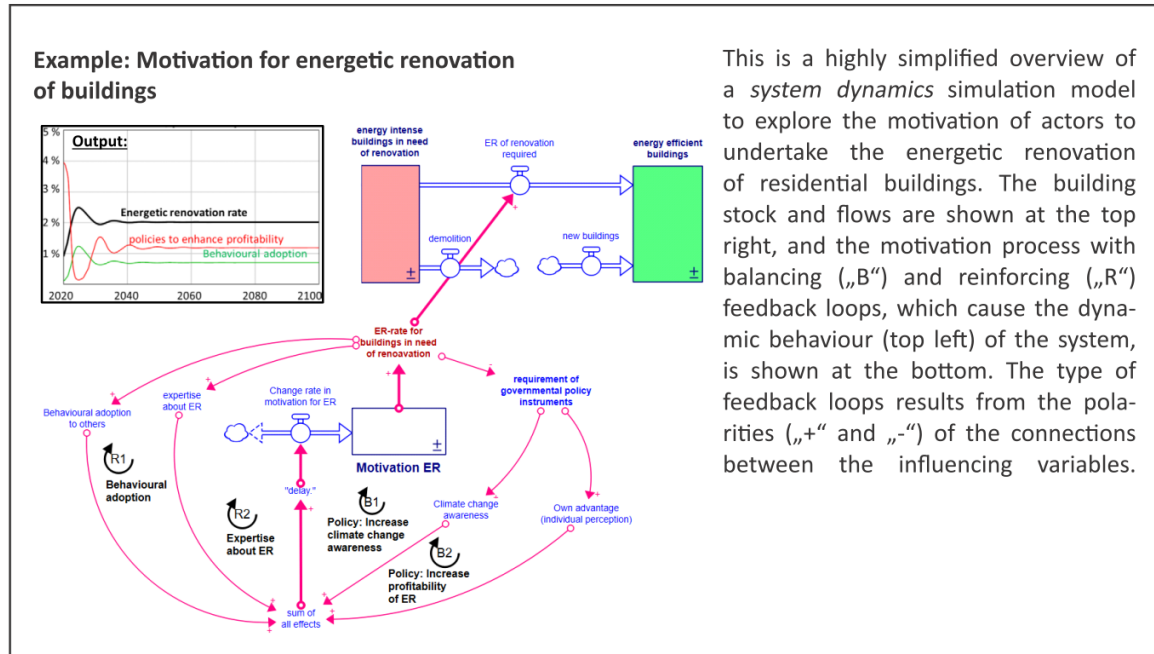 Example: Motivation for energetic renovation
of buildings
5 %
4 %
3 %
2 %
1 %
Output:
Energetic renovation rate
policies to enhance profitability
Behavioural adoption
2020 2040 2060 2080 2100
energy intense
buildings in need
of renovation
ER of renovation
required
energy efficient
buildings
+
demolition
new buildings
±
±
ER-rate for
buildings in need
of renoavation
+
+
+
-
Behavioural adoption
to others
expertise
about ER
Change rate in
motivation for ER
requirement of
governmental policy
instruments
±
Motivation ER
R1
Behavioural
adoption
R2
Expertise
about ER
"delay."
+
+
B1
Policy: Increase
climate change
awareness
Climate change
awareness
+
Own advantage
(individual perception)
B2
Policy: Increase
profitability
of ER
sum of
all effects
+
+
+
+
This is a highly simplified overview of
a system dynamics simulation model
to explore the motivation of actors to
undertake the energetic renovation
of residential buildings. The building
stock and flows are shown at the top
right, and the motivation process with
balancing („B“) and reinforcing („R“)
feedback loops, which cause the dyna-
mic behaviour (top left) of the system,
is shown at the bottom. The type of
feedback loops results from the pola-
rities („+“ and „-“) of the connections
between the influencing variables.